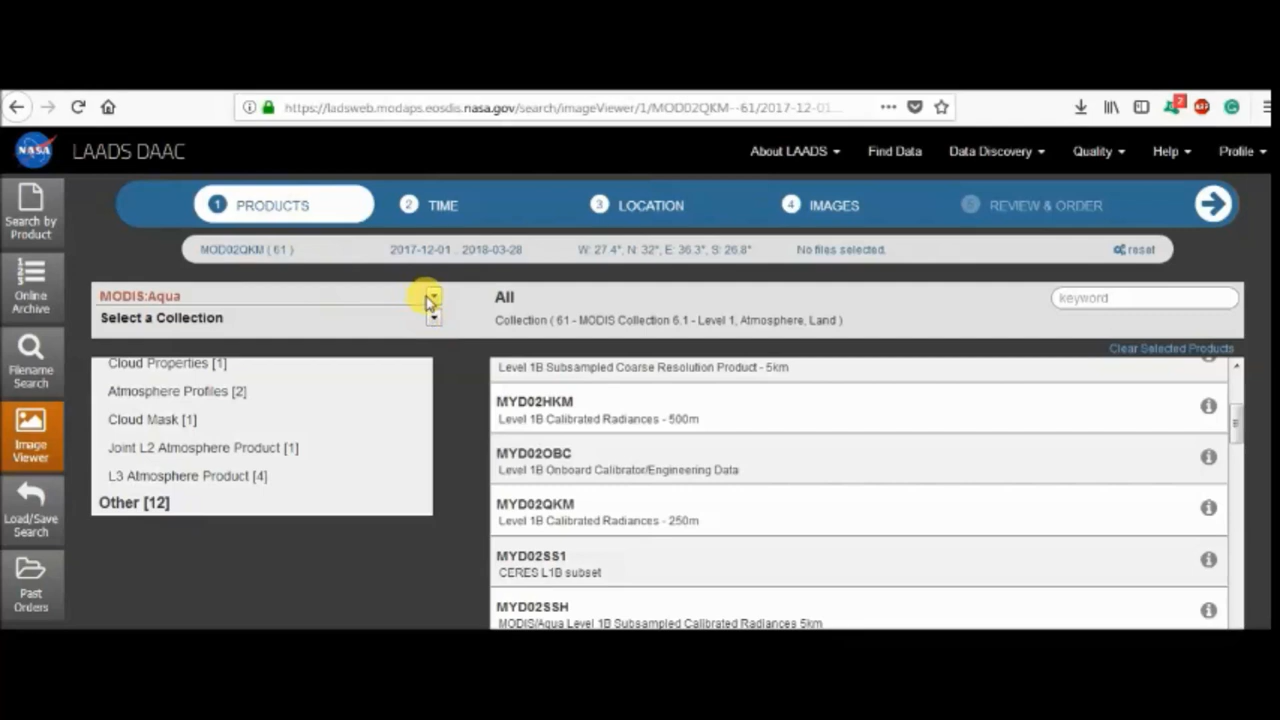 https://ladsweb.modaps.eosdis.nasa.gov/search/imageViewer/1/MOD02QKM--61/2017-12-01...
2
NASA LAADS DAAC
About LAADS Find Data Data Discovery Quality Help Profile
Search by Product
Online Archive
Filename Search
Image Viewer
Load/Save Search
Past Orders
1 PRODUCTS 2 TIME 3 LOCATION 4 IMAGES 5 REVIEW & ORDER
MOD02QKM ( 61 ) 2017-12-01 .. 2018-03-28 W: 27.4°, N: 32°, E: 36.3°, S: 26.8° No files selected. reset
MODIS:Aqua
Select a Collection
All
Collection ( 61 - MODIS Collection 6.1 - Level 1, Atmosphere, Land )
keyword
Clear Selected Products
Cloud Properties [1]
Atmosphere Profiles [2]
Cloud Mask [1]
Joint L2 Atmosphere Product [1]
L3 Atmosphere Product [4]
Other [12]
Level 1B Subsampled Coarse Resolution Product - 5km
MYD02HKM
Level 1B Calibrated Radiances - 500m
MYD02OBC
Level 1B Onboard Calibrator/Engineering Data
MYD02QKM
Level 1B Calibrated Radiances - 250m
MYD02SS1
CERES L1B subset
MYD02SSH
MODIS/Aqua Level 1B Subsampled Calibrated Radiances 5km